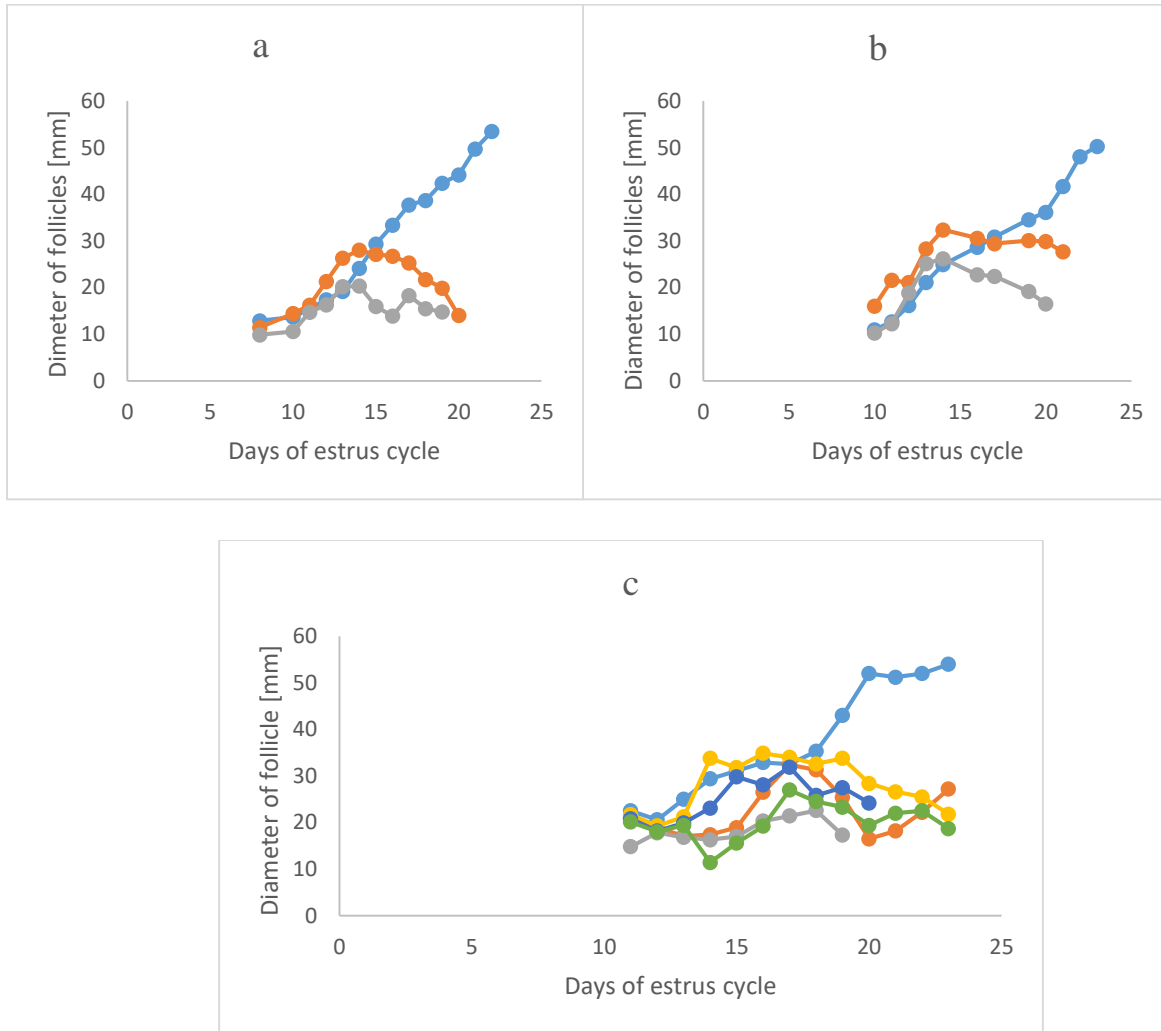 a
Dimeter of follicles [mm]
60
50
40
30
20
10
0
0 5 10 15 20 25
Days of estrus cycle
b
Diameter of follicles [mm]
60
50
40
30
20
10
0
0 5 10 15 20 25
Days of estrus cycle
c
Diameter of follicle [mm]
60
50
40
30
20
10
0
0 5 10 15 20 25
Days of estrus cycle